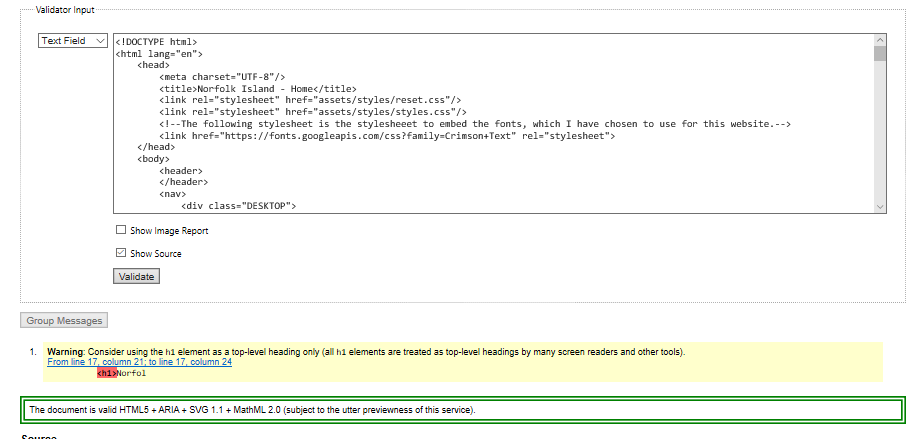 Validator Input
Text Field
<!DOCTYPE html>
<html lang="en">
<head>
<meta charset="UTF-8"/>
<title>Norfolk Island - Home</title>
<link rel="stylesheet" href="assets/styles/reset.css"/>
<link rel="stylesheet" href="assets/styles/styles.css"/>
<!--The following stylesheet is the stylesheeet to embed the fonts, which I have chosen to use for this website.-->
<link href="https://fonts.googleapis.com/css?family=Crimson+Text" rel="stylesheet">
</head>
<body>
<header>
</header>
<nav>
<div class="DESKTOP">
Show Image Report
Show Source
Validate
Group Messages
1. Warning: Consider using the h1 element as a top-level heading only (all h1 elements are treated as top-level headings by many screen readers and other tools).
From line 17, column 21; to line 17, column 24
<h1>Norfol
The document is valid HTML5 + ARIA + SVG 1.1 + MathML 2.0 (subject to the utter previewness of this service).
Source